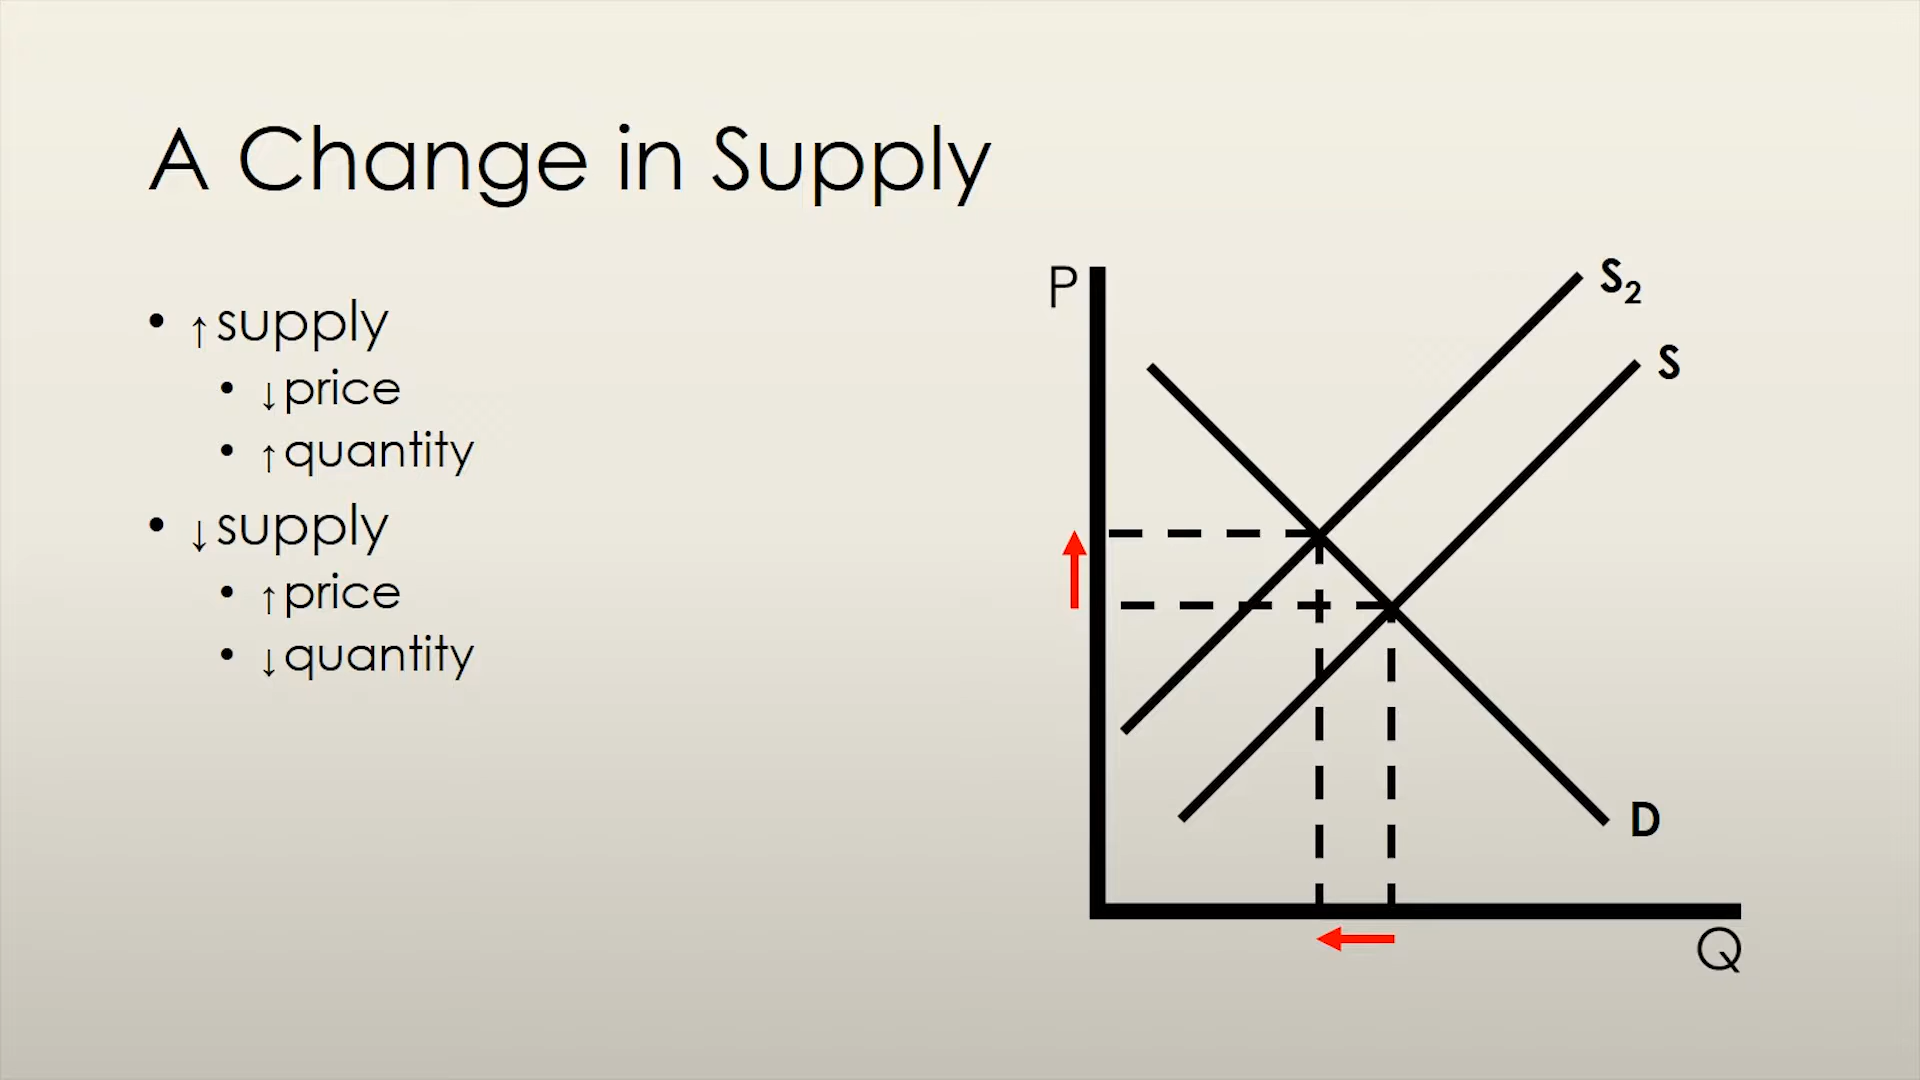 A Change in Supply
• ↑supply
• ↓price
• ↑quantity
• ↓supply
• ↑price
• ↓quantity
P
S₂
S
D
Q